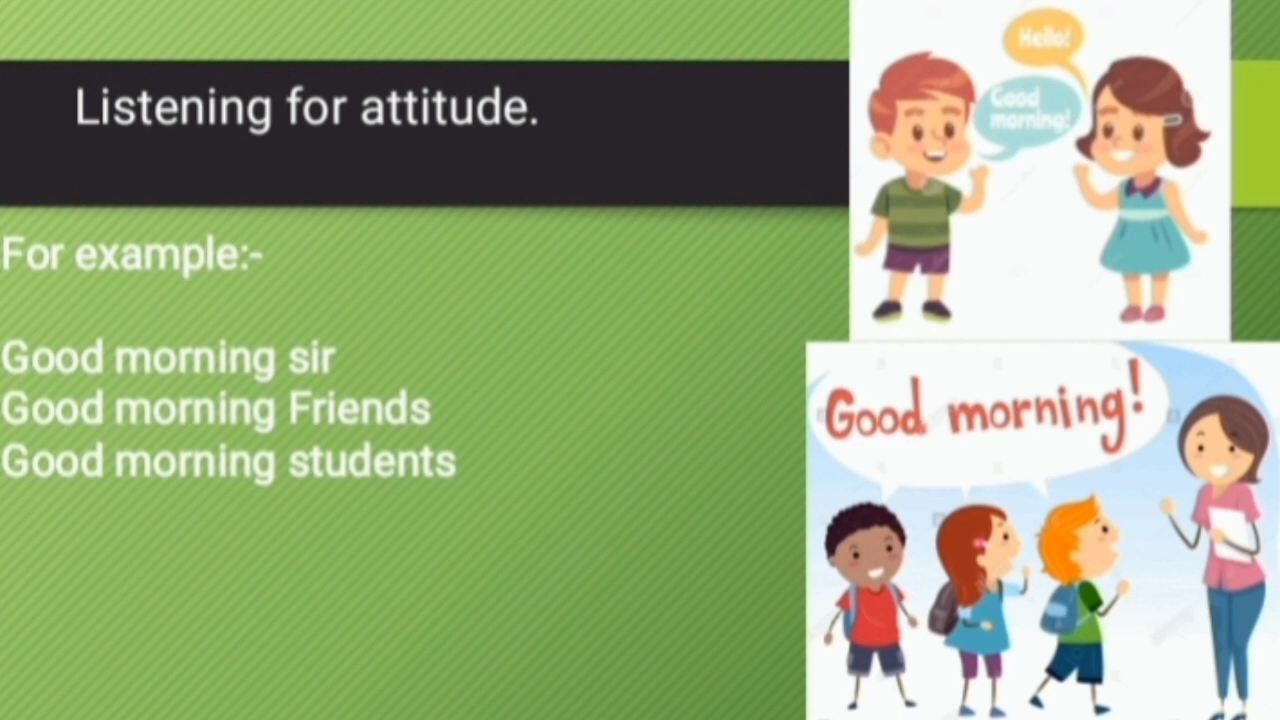 Listening for attitude.
For example:-
Good morning sir
Good morning Friends
Good morning students
Hello!
Good
morning!
Good morning!